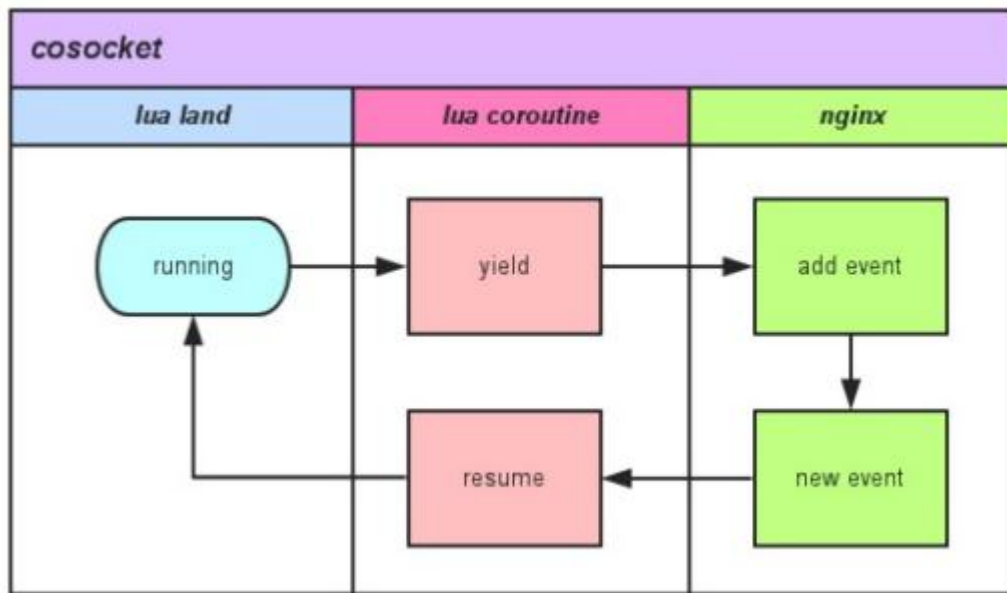 cosocket
lua land
lua coroutine
nginx
running
yield
add event
resume
new event